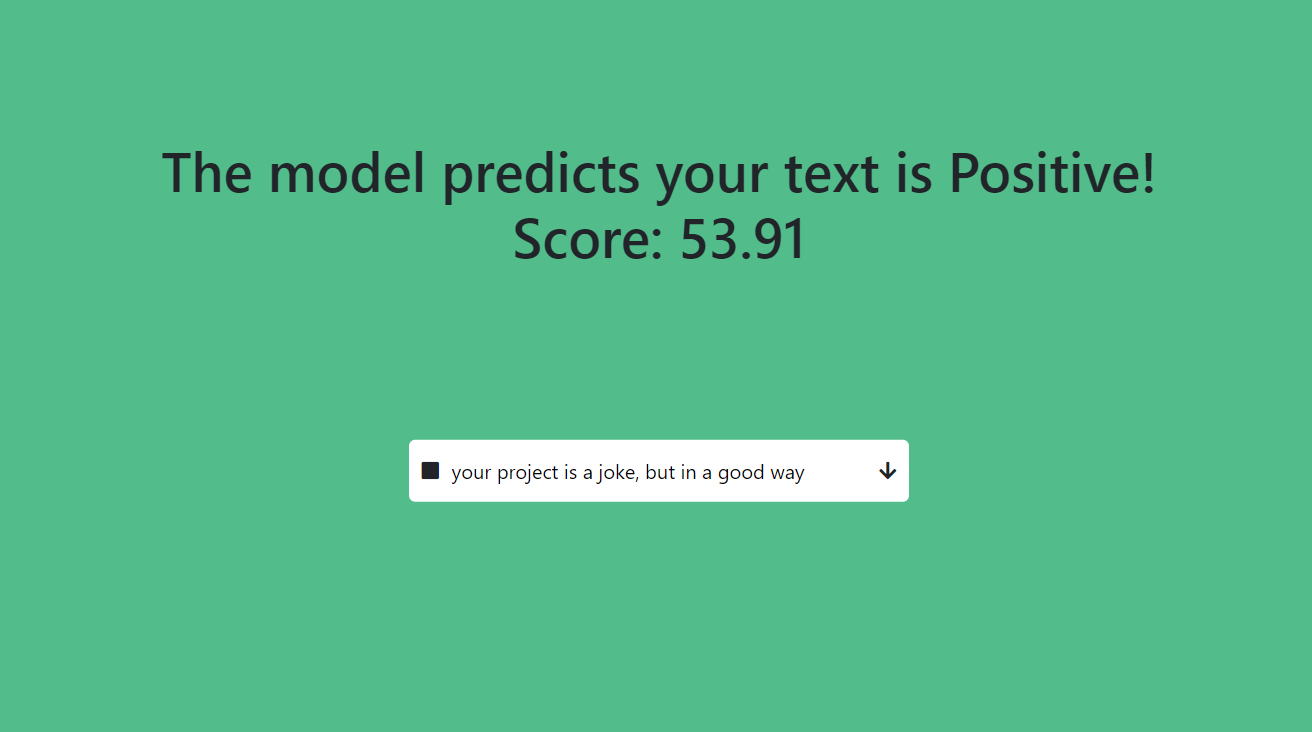 The model predicts your text is Positive!
Score: 53.91
your project is a joke, but in a good way